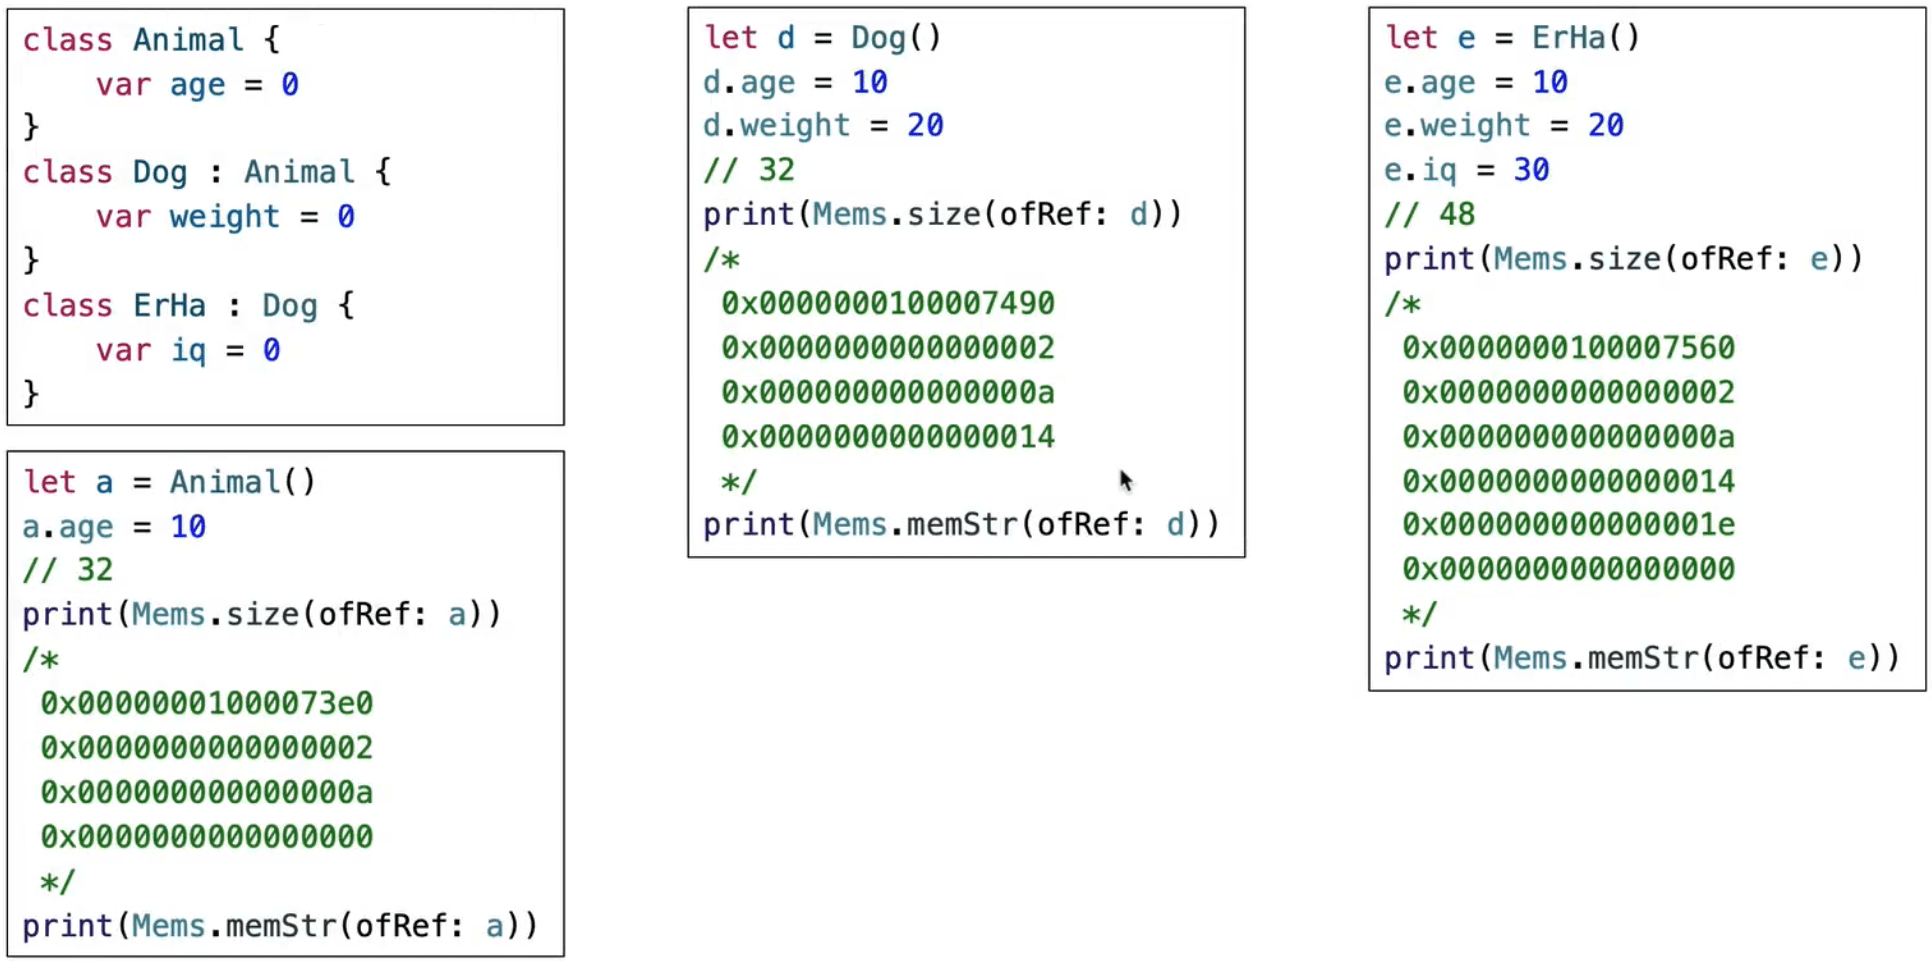 class Animal {
    var age = 0
}
class Dog : Animal {
    var weight = 0
}
class ErHa : Dog {
    var iq = 0
}
let a = Animal()
a.age = 10
// 32
print(Mems.size(ofRef: a))
/*
 0x00000001000073e0
 0x0000000000000002
 0x000000000000000a
 0x0000000000000000
 */
print(Mems.memStr(ofRef: a))
let d = Dog()
d.age = 10
d.weight = 20
// 32
print(Mems.size(ofRef: d))
/*
 0x0000000100007490
 0x0000000000000002
 0x000000000000000a
 0x0000000000000014
 */
print(Mems.memStr(ofRef: d))
let e = ErHa()
e.age = 10
e.weight = 20
e.iq = 30
// 48
print(Mems.size(ofRef: e))
/*
 0x0000000100007560
 0x0000000000000002
 0x000000000000000a
 0x0000000000000014
 0x000000000000001e
 0x0000000000000000
 */
print(Mems.memStr(ofRef: e))